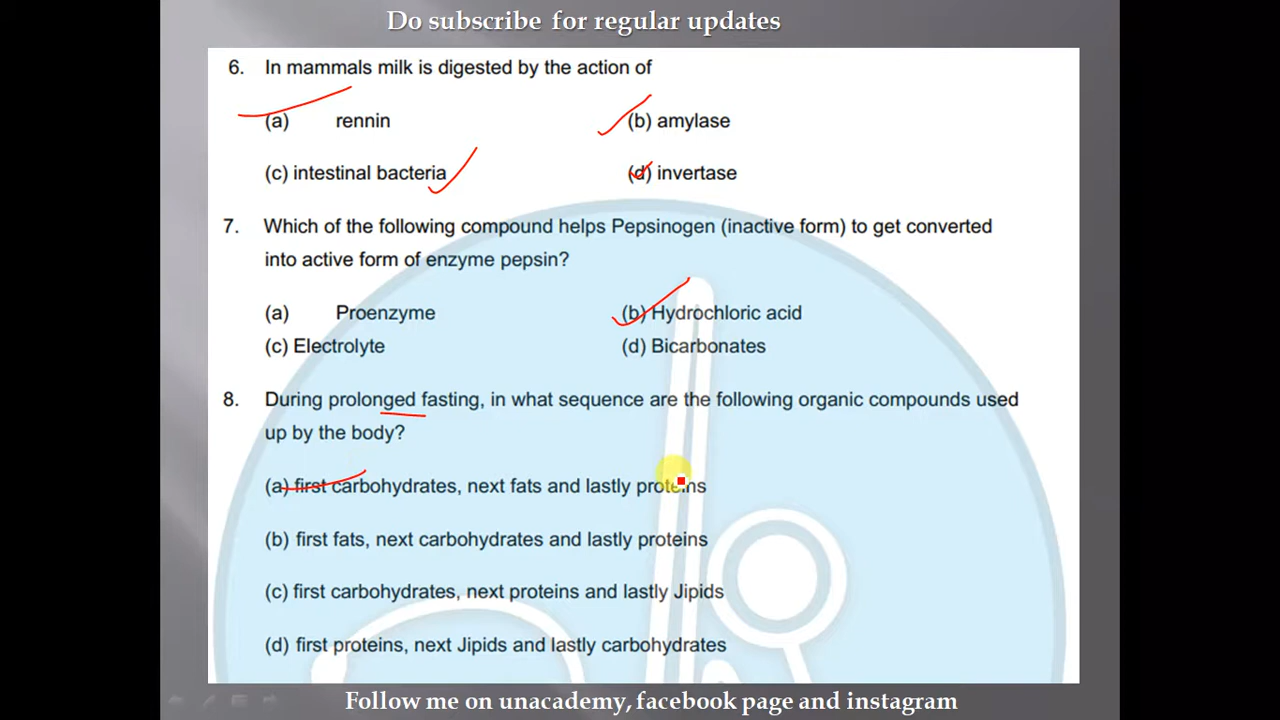 Do subscribe for regular updates
6. In mammals milk is digested by the action of
(a) rennin (b) amylase
(c) intestinal bacteria (d) invertase
7. Which of the following compound helps Pepsinogen (inactive form) to get converted
into active form of enzyme pepsin?
(a) Proenzyme (b) Hydrochloric acid
(c) Electrolyte (d) Bicarbonates
8. During prolonged fasting, in what sequence are the following organic compounds used
up by the body?
(a) first carbohydrates, next fats and lastly proteins
(b) first fats, next carbohydrates and lastly proteins
(c) first carbohydrates, next proteins and lastly Jipids
(d) first proteins, next Jipids and lastly carbohydrates
Follow me on unacademy, facebook page and instagram